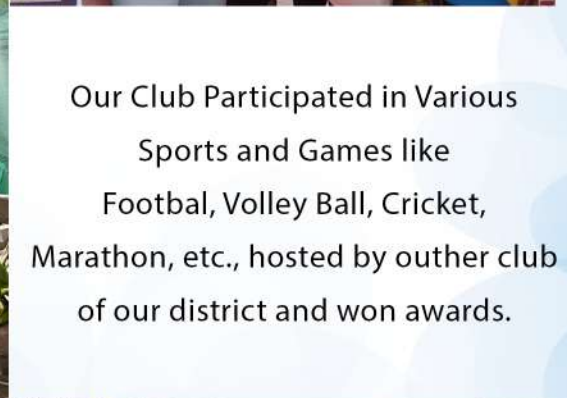 Our Club Participated in Various
Sports and Games like
Footbal, Volley Ball, Cricket,
Marathon, etc., hosted by outher club
of our district and won awards.